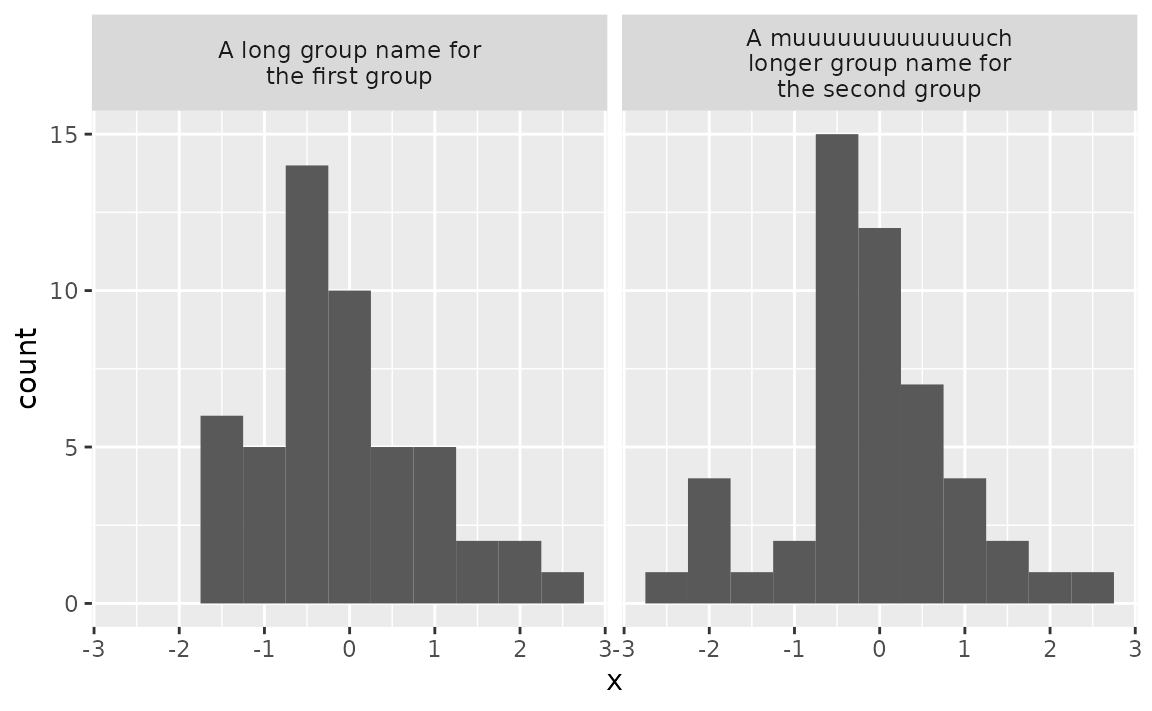 A long group name for
the first group
A muuuuuuuuuuuuuch
longer group name for
the second group
15
10
5
0
count
-3 -2 -1 0 1 2 3
-3 -2 -1 0 1 2 3
x